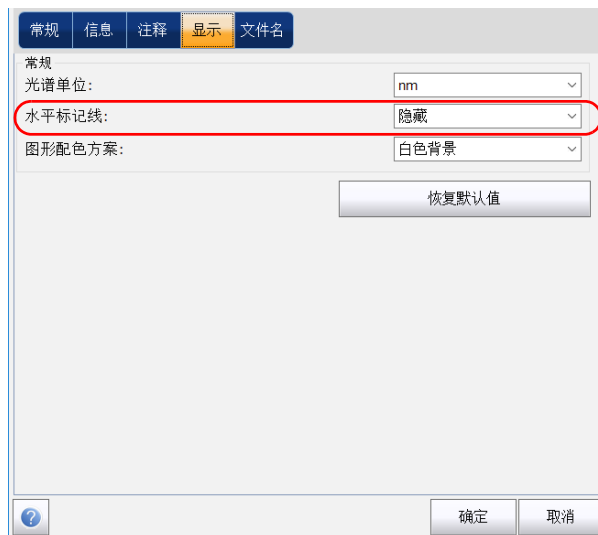 常规 信息 注释 显示 文件名
常规
光谱单位: nm
水平标记线: 隐藏
图形配色方案: 白色背景
恢复默认值
? 确定 取消